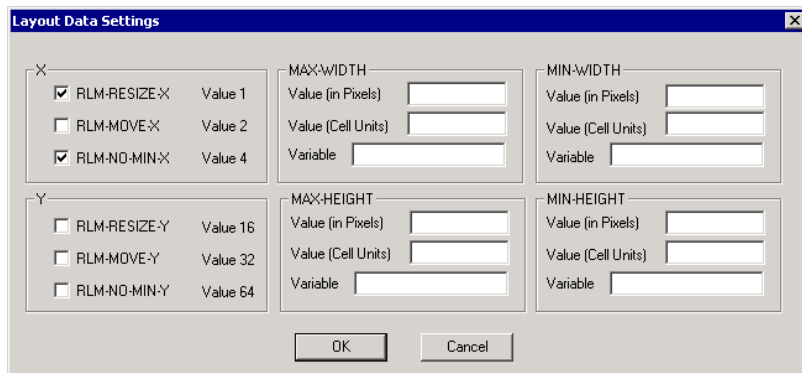 Layout Data Settings
X
RLM-RESIZE-X Value 1
RLM-MOVE-X Value 2
RLM-NO-MIN-X Value 4
MAX-WIDTH
Value (in Pixels)
Value (Cell Units)
Variable
MIN-WIDTH
Value (in Pixels)
Value (Cell Units)
Variable
Y
RLM-RESIZE-Y Value 16
RLM-MOVE-Y Value 32
RLM-NO-MIN-Y Value 64
MAX-HEIGHT
Value (in Pixels)
Value (Cell Units)
Variable
MIN-HEIGHT
Value (in Pixels)
Value (Cell Units)
Variable
OK Cancel